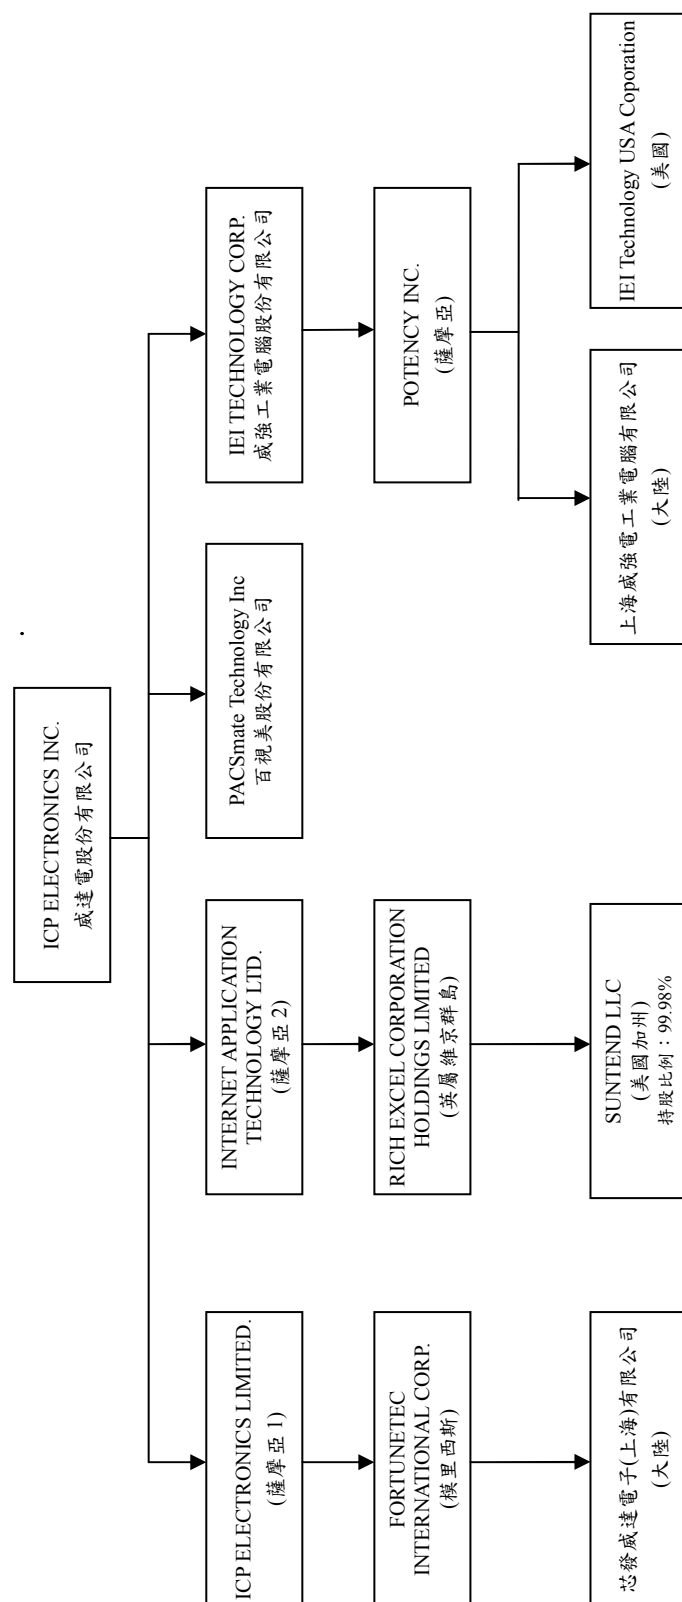 ICP ELECTRONICS INC.
威達電股份有限公司
ICP ELECTRONICS LIMITED.
(薩摩亞1)
INTERNET APPLICATION
TECHNOLOGY LTD.
(薩摩亞2)
PACSmate Technology Inc
百視美股份有限公司
IEI TECHNOLOGY CORP.
威強工業電腦股份有限公司
FORTUNETEC
INTERNATIONAL CORP.
(模里西斯)
RICH EXCEL CORPORATION
HOLDINGS LIMITED
(英屬維京群島)
POTENCY INC.
(薩摩亞)
芯發威達電子(上海)有限公司
(大陸)
SUNTEND LLC
(美國加州)
持股比例：99.98%
上海威強電工業電腦有限公司
(大陸)
IEI Technology USA Coporation
(美國)